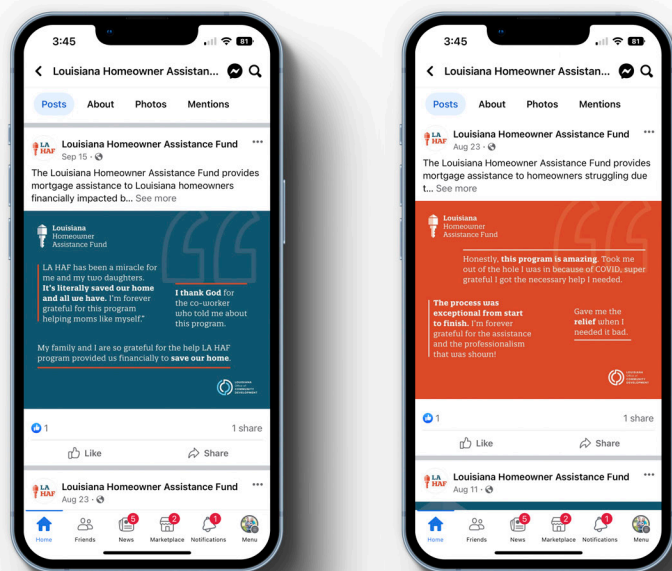 3:45
81
Louisiana Homeowner Assistan...
Posts About Photos Mentions
LA
HAF
Louisiana Homeowner Assistance Fund
Sep 15
The Louisiana Homeowner Assistance Fund provides
mortgage assistance to Louisiana homeowners
financially impacted b... See more
Louisiana
Homeowner
Assistance Fund
LA HAF has been a miracle for
me and my two daughters.
It's literally saved our home
and all we have. I'm forever
grateful for this program
helping moms like myself."
I thank God for
the co-worker
who told me about
this program.
My family and I are so grateful for the help LA HAF
program provided us financially to save our home.
LOUISIANA
COMMUNITY
DEVELOPMENT
1
1 share
Like Share
LA
HAF
Louisiana Homeowner Assistance Fund
Aug 23
5 2 1
Home Friends News Marketplace Notifications Menu
3:45
81
Louisiana Homeowner Assistan...
Posts About Photos Mentions
LA
HAF
Louisiana Homeowner Assistance Fund
Aug 23
The Louisiana Homeowner Assistance Fund provides
mortgage assistance to homeowners struggling due
t... See more
Louisiana
Homeowner
Assistance Fund
Honestly, this program is amazing. Took me
out of the hole I was in because of COVID, super
grateful I got the necessary help I needed.
The process was
exceptional from start
to finish. I'm forever
grateful for the assistance
and the professionalism
that was shown!
Gave me the
relief when I
needed it bad.
LOUISIANA
COMMUNITY
DEVELOPMENT
1
1 share
Like Share
LA
HAF
Louisiana Homeowner Assistance Fund
Aug 11
5 2 1
Home Friends News Marketplace Notifications Menu